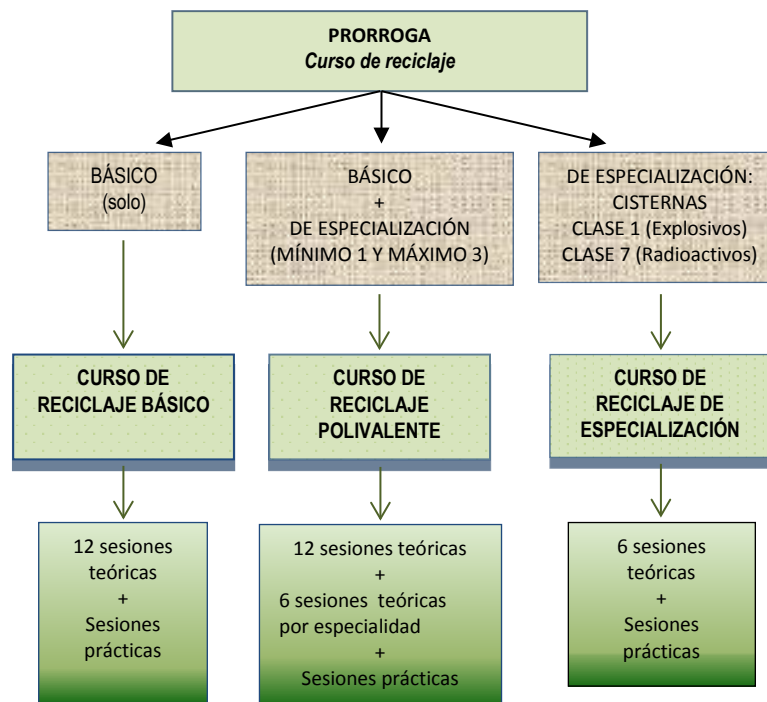 PRORROGA
Curso de reciclaje
BÁSICO
(solo)
BÁSICO
+
DE ESPECIALIZACIÓN
(MÍNIMO 1 Y MÁXIMO 3)
DE ESPECIALIZACIÓN:
CISTERNAS
CLASE 1 (Explosivos)
CLASE 7 (Radioactivos)
CURSO DE
RECICLAJE BÁSICO
CURSO DE
RECICLAJE
POLIVALENTE
CURSO DE
RECICLAJE DE
ESPECIALIZACIÓN
12 sesiones
teóricas
+
Sesiones
prácticas
12 sesiones teóricas
+
6 sesiones teóricas
por especialidad
+
Sesiones prácticas
6 sesiones
teóricas
+
Sesiones
prácticas